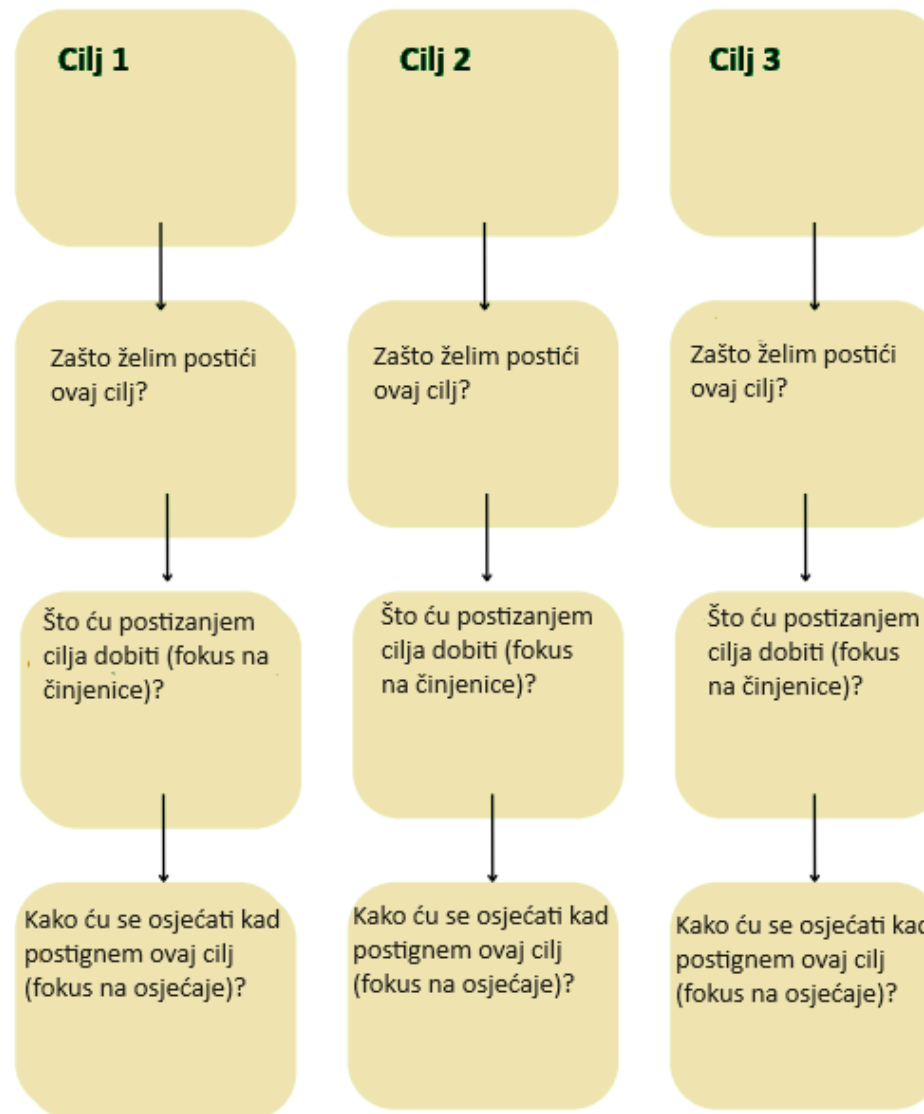 Cilj 1
Zašto želim postići
ovaj cilj?
Što ću postizanjem
cilja dobiti (fokus na
činjenice)?
Kako ću se osjećati kad
postignem ovaj cilj
(fokus na osjećaje)?
Cilj 2
Zašto želim postići
ovaj cilj?
Što ću postizanjem
cilja dobiti (fokus
na činjenice)?
Kako ću se osjećati kad
postignem ovaj cilj
(fokus na osjećaje)?
Cilj 3
Zašto želim postići
ovaj cilj?
Što ću postizanjem
cilja dobiti (fokus
na činjenice)?
Kako ću se osjećati kad
postignem ovaj cilj
(fokus na osjećaje)?